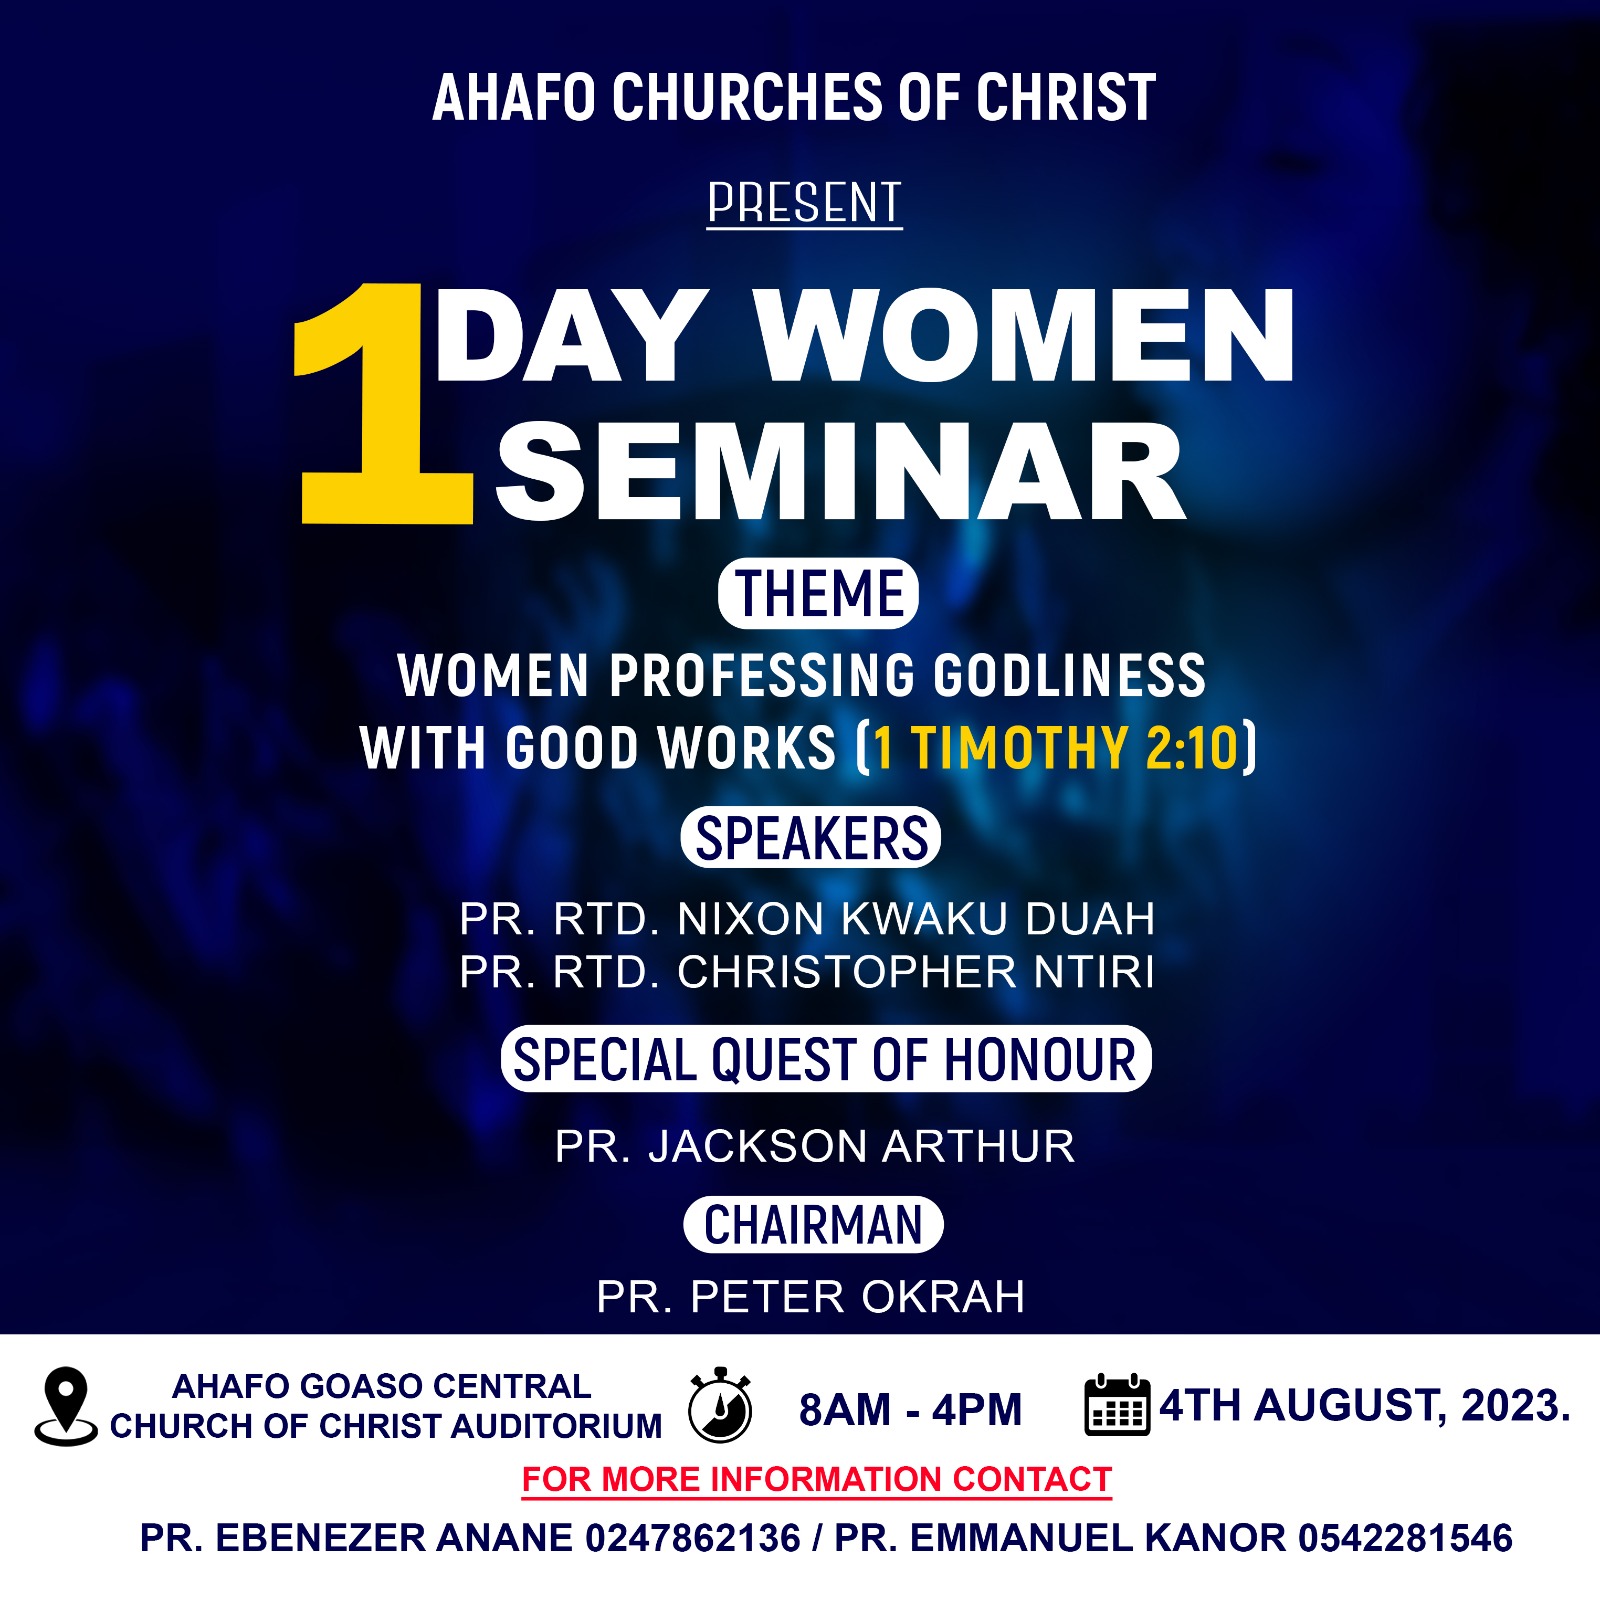 AHAFO CHURCHES OF CHRIST
PRESENT
1 DAY WOMEN
SEMINAR
THEME
WOMEN PROFESSING GODLINESS
WITH GOOD WORKS (1 TIMOTHY 2:10)
SPEAKERS
PR. RTD. NIXON KWAKU DUAH
PR. RTD. CHRISTOPHER NTIRI
SPECIAL QUEST OF HONOUR
PR. JACKSON ARTHUR
CHAIRMAN
PR. PETER OKRAH
AHAFO GOASO CENTRAL
CHURCH OF CHRIST AUDITORIUM
8AM - 4PM
4TH AUGUST, 2023.
FOR MORE INFORMATION CONTACT
PR. EBENEZER ANANE 0247862136 / PR. EMMANUEL KANOR 0542281546